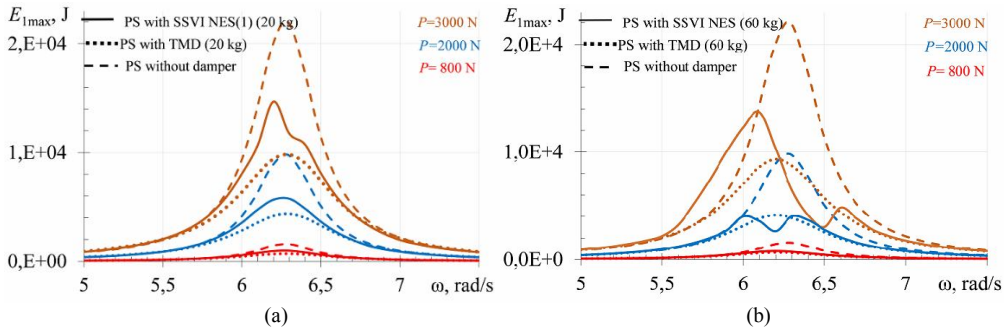 E1max, J
PS with SSVI NES(1) (20 kg)
P=3000 N
2,E+04
PS with TMD (20 kg)
P=2000 N
PS without damper
P= 800 N
1,E+04
0,E+00
5 5,5 6 6,5 7 ω, rad/s
(a)
E1max, J
PS with SSVI NES (60 kg)
P=3000 N
2,0E+4
PS with TMD (60 kg)
P=2000 N
PS without damper
P= 800 N
1,0E+4
0,0E+0
5 5,5 6 6,5 7 ω, rad/s
(b)